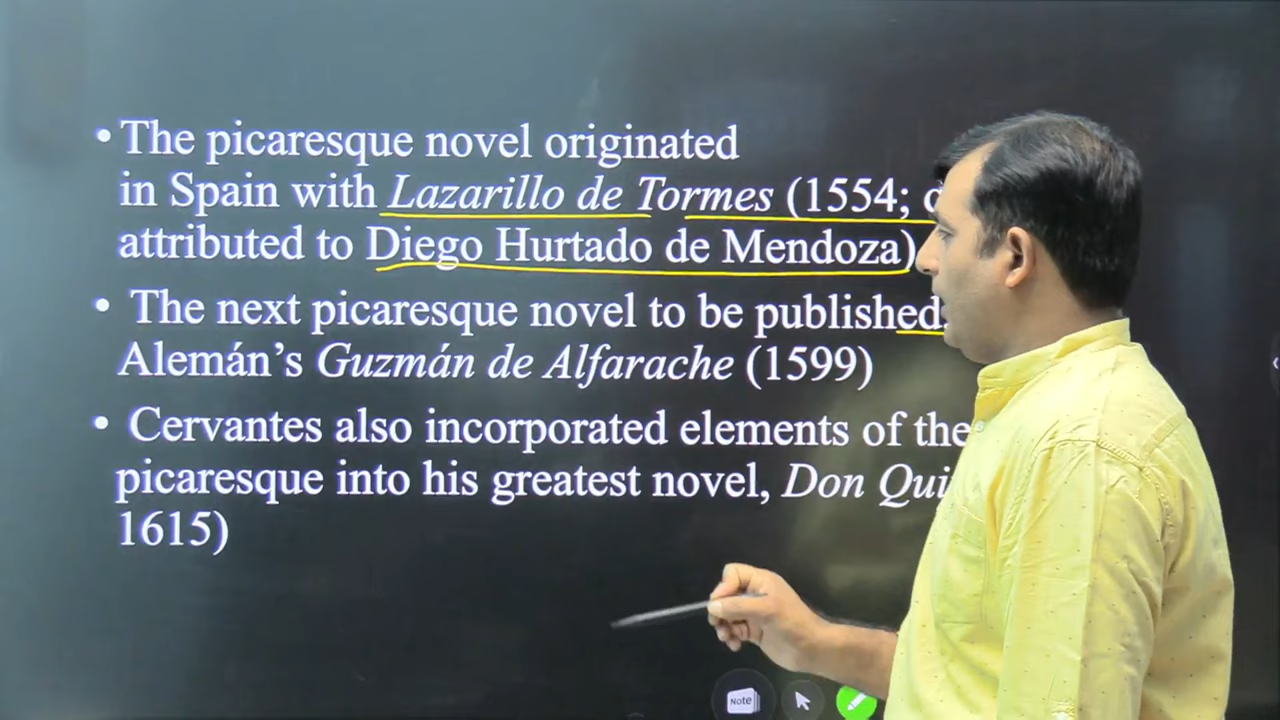 • The picaresque novel originated
in Spain with Lazarillo de Tormes (1554;
attributed to Diego Hurtado de Mendoza)
• The next picaresque novel to be published
Alemán’s Guzmán de Alfarache (1599)
• Cervantes also incorporated elements of the
picaresque into his greatest novel, Don
1615)
Note